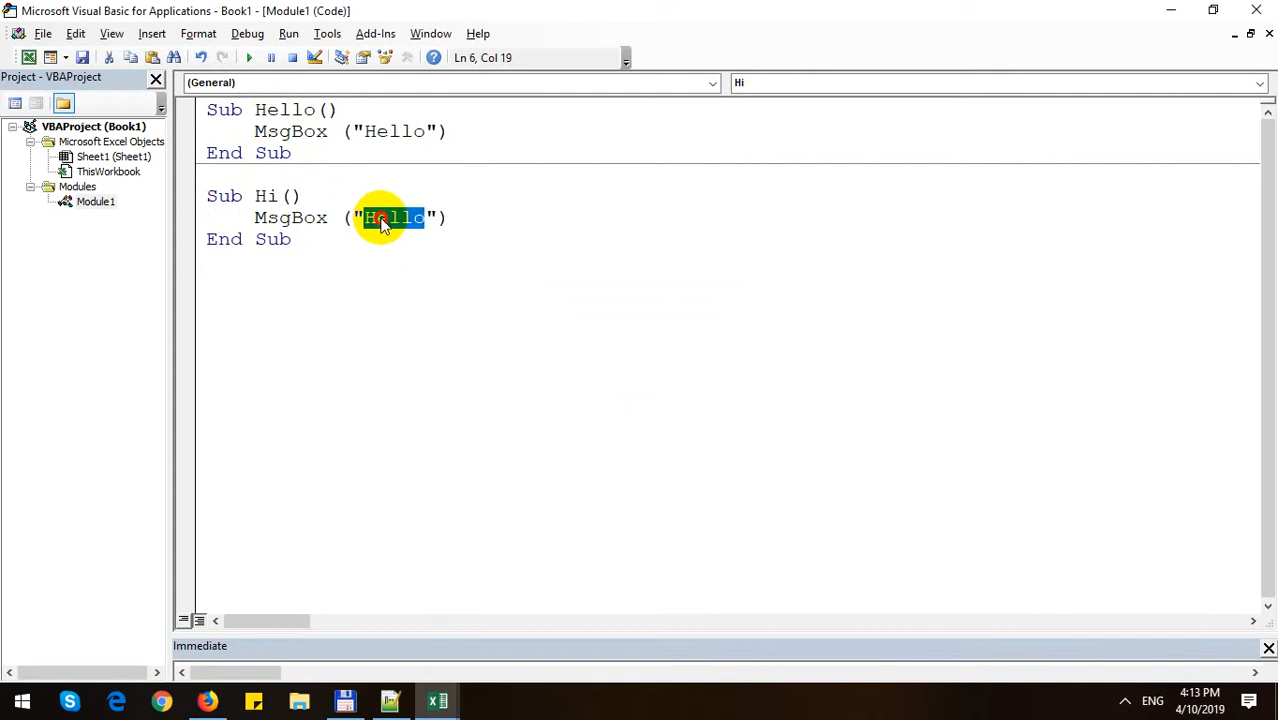 Microsoft Visual Basic for Applications - Book1 - [Module1 (Code)]
File Edit View Insert Format Debug Run Tools Add-Ins Window Help
Ln 6, Col 19
Project - VBAProject
(General)
Hi
VBAProject (Book1)
Microsoft Excel Objects
Sheet1 (Sheet1)
ThisWorkbook
Modules
Module1
Sub Hello()
MsgBox ("Hello")
End Sub
Sub Hi()
MsgBox ("Hello")
End Sub
Immediate
ENG
4:13 PM
4/10/2019